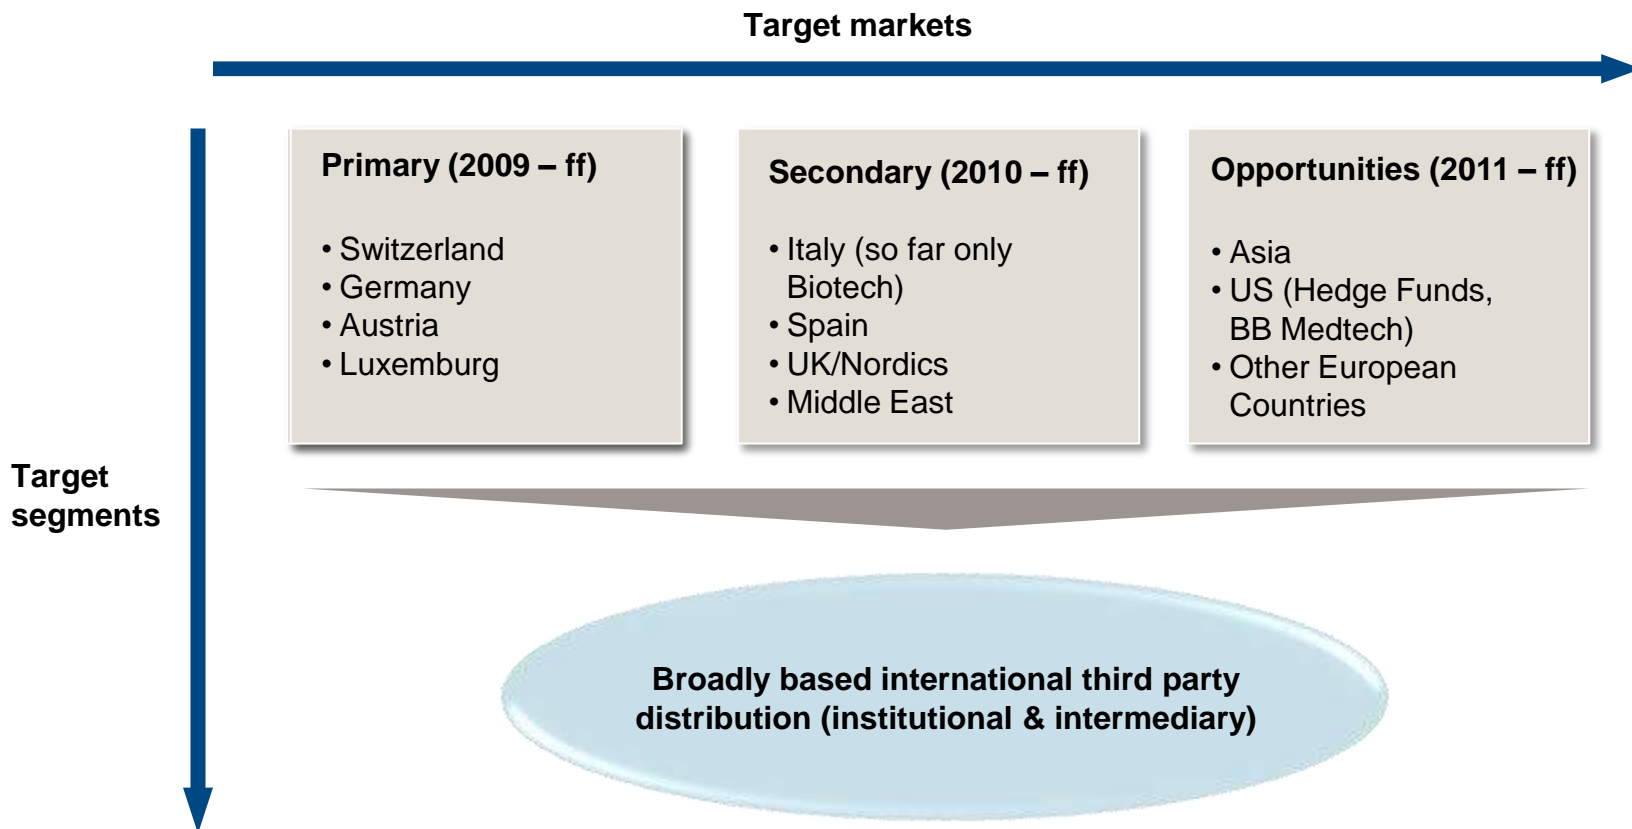 Target markets
Primary (2009 – ff)
• Switzerland
• Germany
• Austria
• Luxemburg
Secondary (2010 – ff)
• Italy (so far only
Biotech)
• Spain
• UK/Nordics
• Middle East
Opportunities (2011 – ff)
• Asia
• US (Hedge Funds,
BB Medtech)
• Other European
Countries
Target
segments
Broadly based international third party
distribution (institutional & intermediary)